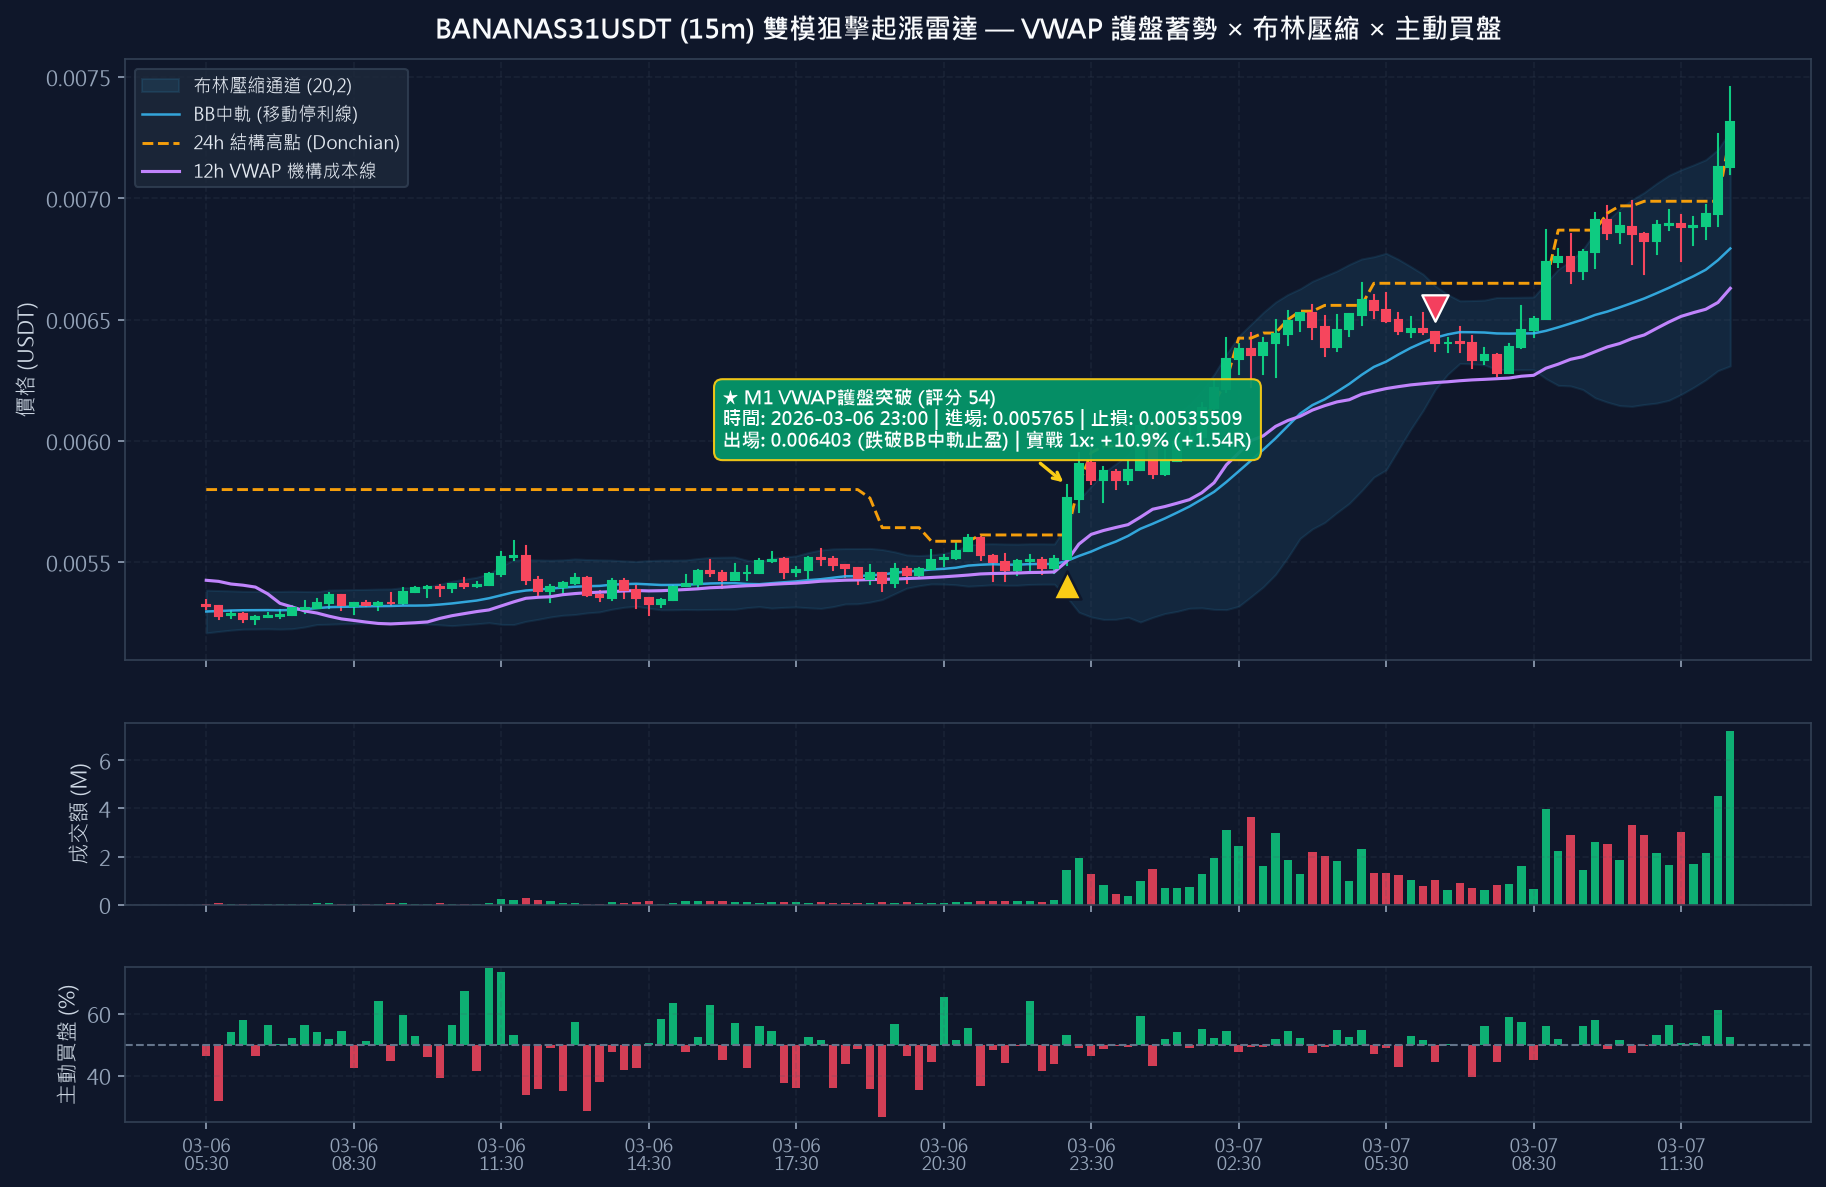 BANANAS31USDT (15m) 雙模狙擊起漲雷達 — VWAP 護盤蓄勢 × 布林壓縮 × 主動買盤
布林壓縮通道 (20,2)
BB中軌 (移動停利線)
24h 結構高點 (Donchian)
12h VWAP 機構成本線
價格 (USDT)
0.0075
0.0070
0.0065
0.0060
0.0055
★ M1 VWAP護盤突破 (評分 54)
時間: 2026-03-06 23:00 | 進場: 0.005765 | 止損: 0.00535509
出場: 0.006403 (跌破BB中軌止盈) | 實戰 1x: +10.9% (+1.54R)
成交額 (M)
6
4
2
0
主動買盤 (%)
60
40
03-06 03-06 03-06 03-06 03-06 03-06 03-06 03-07 03-07 03-07 03-07
05:30 08:30 11:30 14:30 17:30 20:30 23:30 02:30 05:30 08:30 11:30